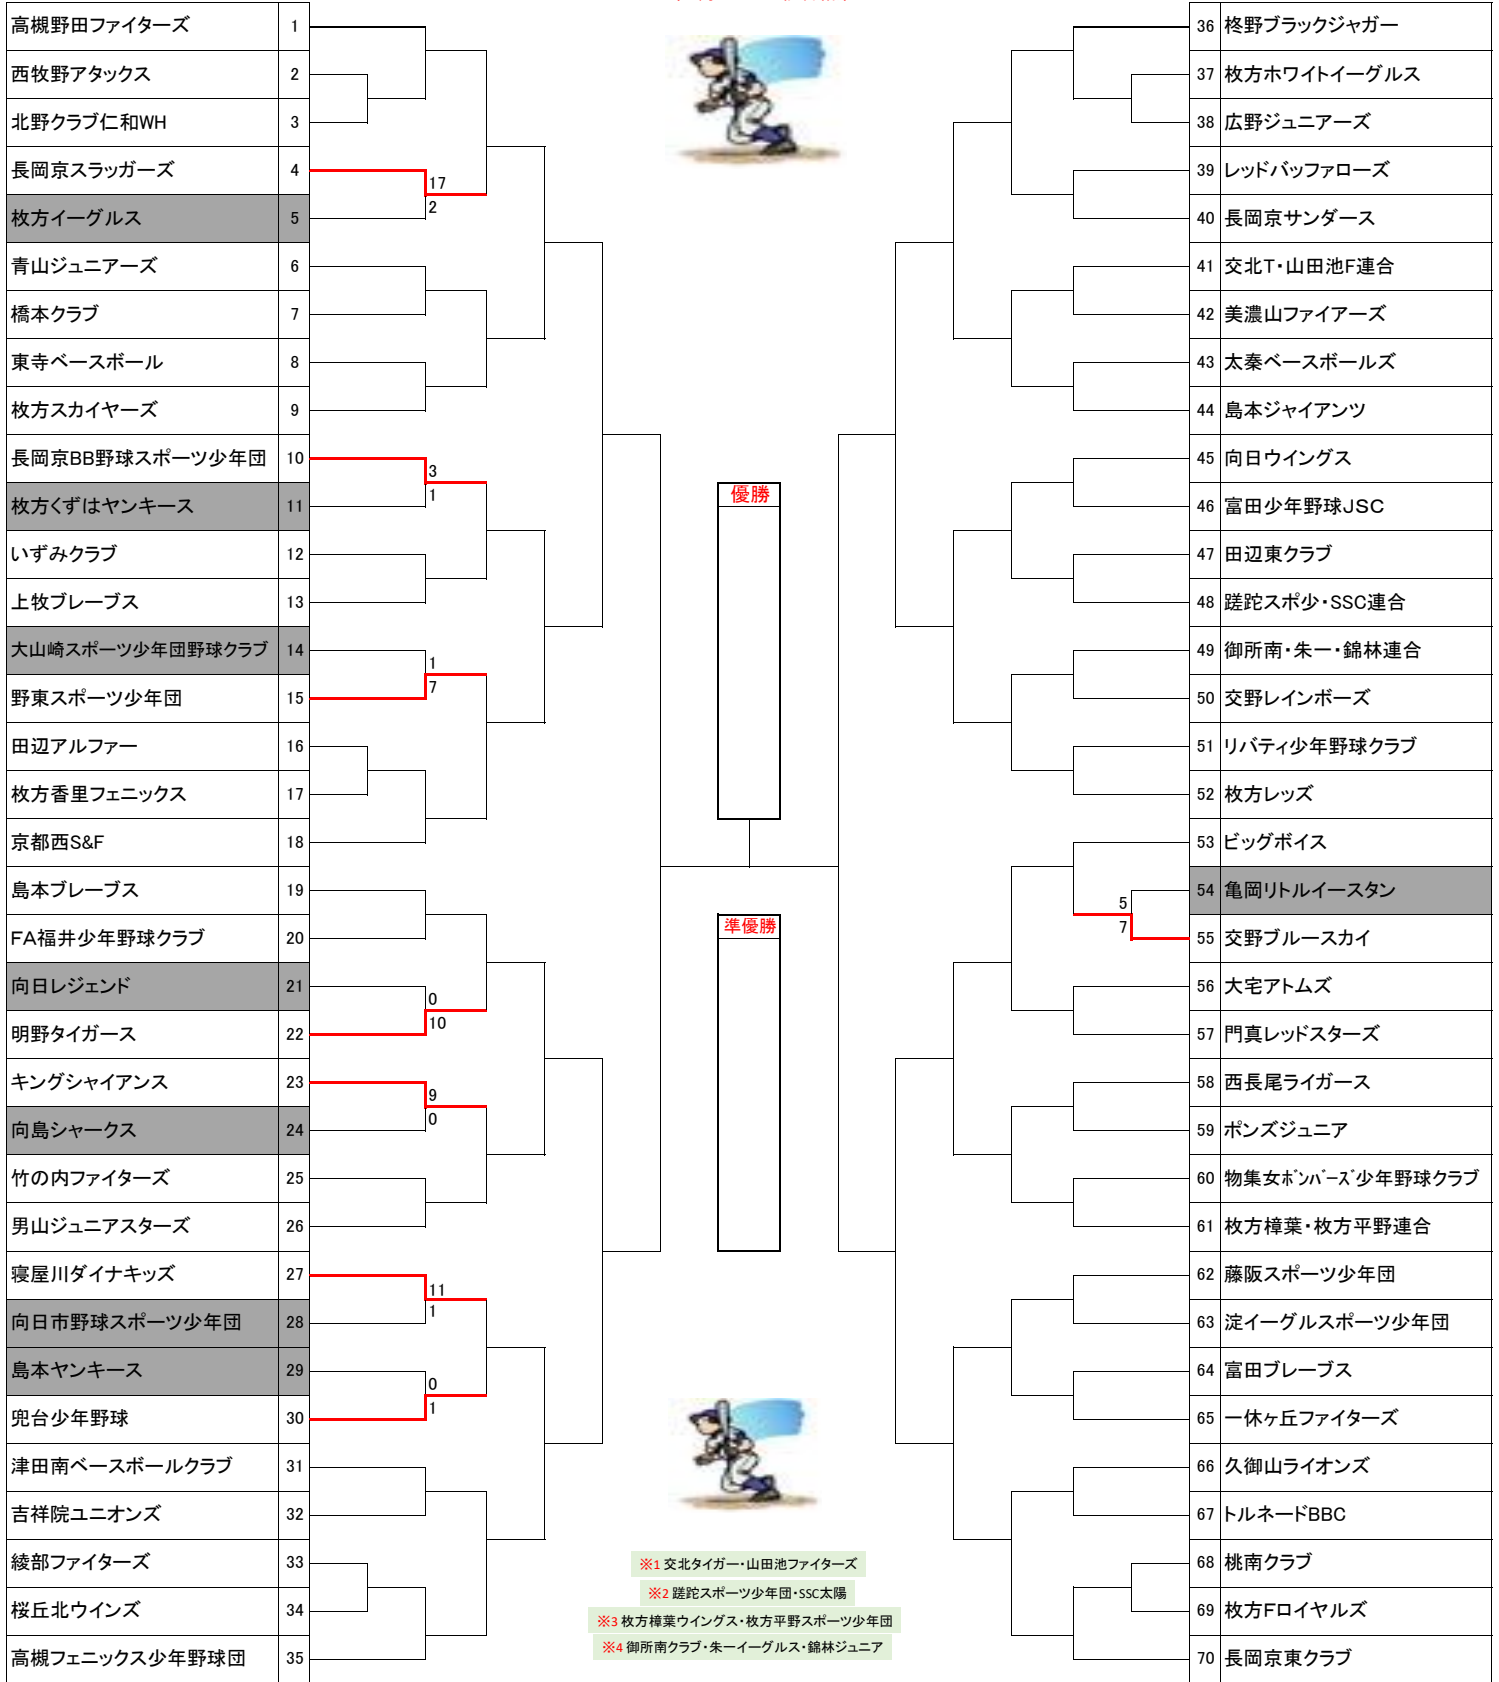 高槻野田ファイターズ 1
西牧野アタックス 2
北野クラブ仁和WH 3
長岡京スラッガーズ 4
17
2
枚方イーグルス 5
青山ジュニアーズ 6
橋本クラブ 7
東寺ベースボール 8
枚方スカイヤーズ 9
長岡京BB野球スポーツ少年団 10
3
1
枚方くずはヤンキース 11
いずみクラブ 12
上牧ブレーブス 13
大山崎スポーツ少年団野球クラブ 14
1
7
野東スポーツ少年団 15
田辺アルファー 16
枚方香里フェニックス 17
京都西S&F 18
島本ブレーブス 19
FA福井少年野球クラブ 20
向日レジェンド 21
0
10
明野タイガース 22
キングシャイアンス 23
9
0
向島シャークス 24
竹の内ファイターズ 25
男山ジュニアスターズ 26
寝屋川ダイナキッズ 27
11
1
向日市野球スポーツ少年団 28
島本ヤンキース 29
0
1
兜台少年野球 30
津田南ベースボールクラブ 31
吉祥院ユニオンズ 32
綾部ファイターズ 33
桜丘北ウインズ 34
高槻フェニックス少年野球団 35
優勝
準優勝
※1 交北タイガー・山田池ファイターズ
※2 蹉跎スポーツ少年団・SSC太陽
※3 枚方樟葉ウイングス・枚方平野スポーツ少年団
※4 御所南クラブ・朱一イーグルス・錦林ジュニア
36 柊野ブラックジャガー
37 枚方ホワイトイーグルス
38 広野ジュニアーズ
39 レッドバッファローズ
40 長岡京サンダース
41 交北T・山田池F連合
42 美濃山ファイアーズ
43 太秦ベースボールズ
44 島本ジャイアンツ
45 向日ウイングス
46 富田少年野球JSC
47 田辺東クラブ
48 蹉跎スポ少・SSC連合
49 御所南・朱一・錦林連合
50 交野レインボーズ
51 リバティ少年野球クラブ
52 枚方レッズ
53 ビッグボイス
54 亀岡リトルイースタン
5
7
55 交野ブルースカイ
56 大宅アトムズ
57 門真レッドスターズ
58 西長尾ライガース
59 ポンズジュニア
60 物集女ﾎﾞﾝﾊﾞｰｽﾞ少年野球クラブ
61 枚方樟葉・枚方平野連合
62 藤阪スポーツ少年団
63 淀イーグルスポーツ少年団
64 富田ブレーブス
65 一休ヶ丘ファイターズ
66 久御山ライオンズ
67 トルネードBBC
68 桃南クラブ
69 枚方Fロイヤルズ
70 長岡京東クラブ